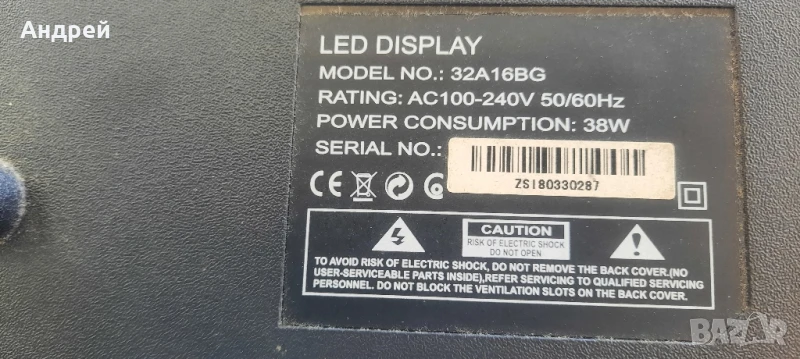 Андрей
LED DISPLAY
MODEL NO.: 32A16BG
RATING: AC100-240V 50/60Hz
POWER CONSUMPTION: 38W
SERIAL NO.:
ZSI80330287
CE
CAUTION
RISK OF ELECTRIC SHOCK
DO NOT OPEN
TO AVOID RISK OF ELECTRIC SHOCK, DO NOT REMOVE THE BACK COVER.(NO
USER-SERVICEABLE PARTS INSIDE),REFER SERVICING TO QUALIFIED SERVICING
PERSONNEL. DO NOT BLOCK THE VENTILATION SLOTS ON THE BACK COVER.
BAZAR